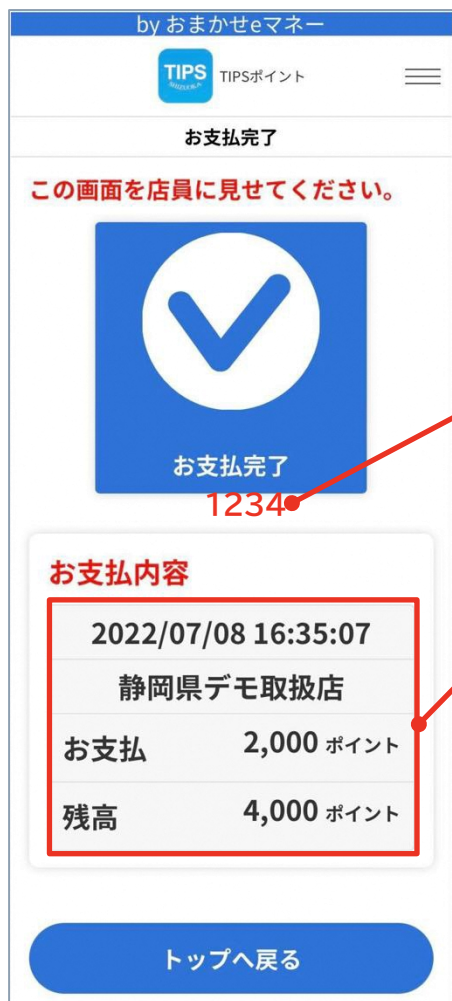 by おまかせeマネー
TIPS
SHIZUOKA
TIPSポイント
お支払完了
この画面を店員に見せてください。
お支払完了
1234
お支払内容
2022/07/08 16:35:07
静岡県デモ取扱店
お支払 2,000 ポイント
残高 4,000 ポイント
トップへ戻る